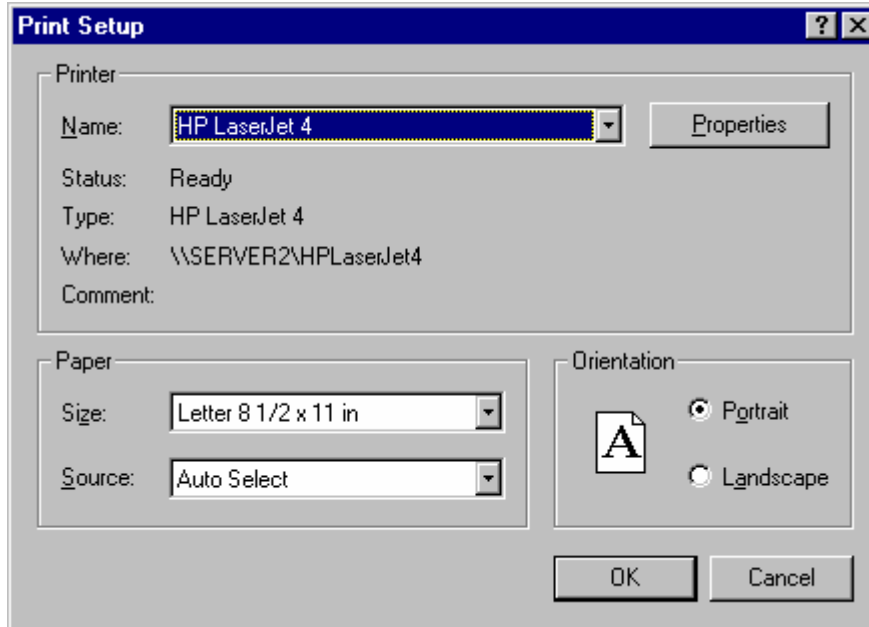 Print Setup
Printer
Name: HP LaserJet 4 Properties
Status: Ready
Type: HP LaserJet 4
Where: \\SERVER2\HPLaserJet4
Comment:
Paper
Size: Letter 8 1/2 x 11 in
Source: Auto Select
Orientation
A
Portrait
Landscape
OK Cancel